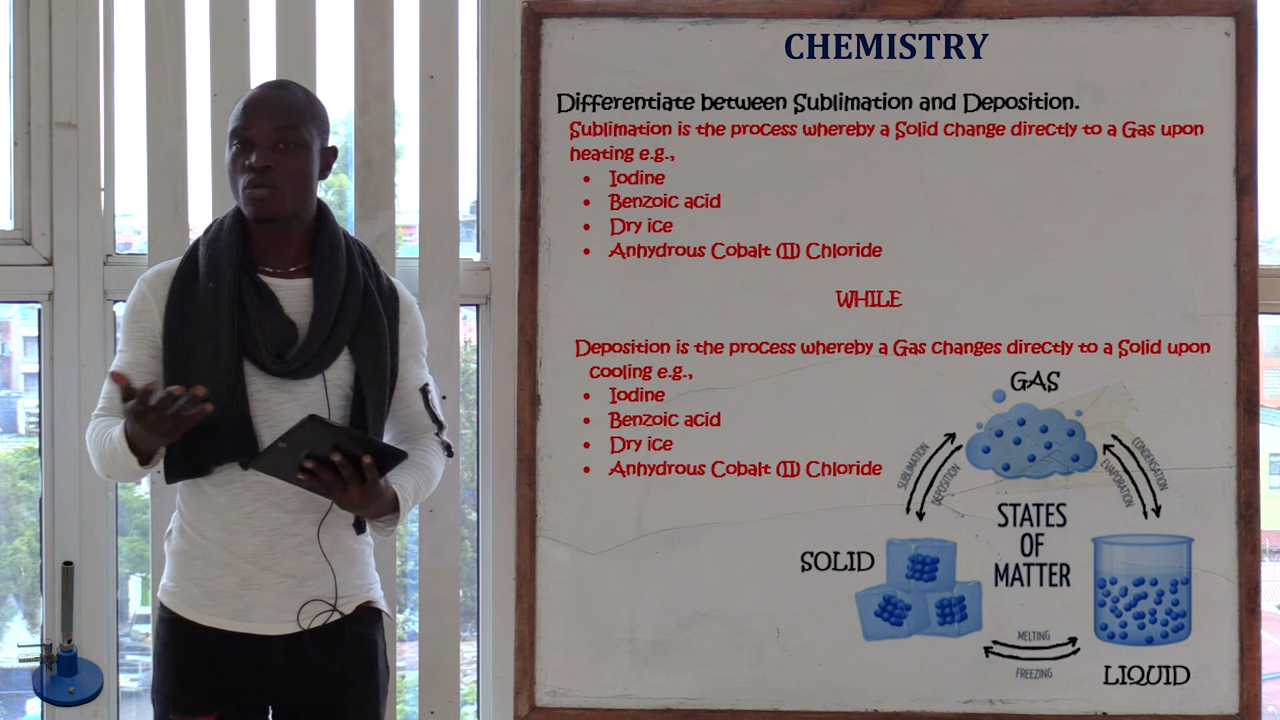 CHEMISTRY
Differentiate between Sublimation and Deposition.
Sublimation is the process whereby a Solid change directly to a Gas upon
heating e.g.,
• Iodine
• Benzoic acid
• Dry ice
• Anhydrous Cobalt (II) Chloride
WHILE
Deposition is the process whereby a Gas changes directly to a Solid upon
cooling e.g.,
• Iodine
• Benzoic acid
• Dry ice
• Anhydrous Cobalt (II) Chloride
GAS
SUBLIMATION
DEPOSITION
CONDENSATION
EVAPORATION
STATES
OF
MATTER
SOLID
MELTING
FREEZING
LIQUID